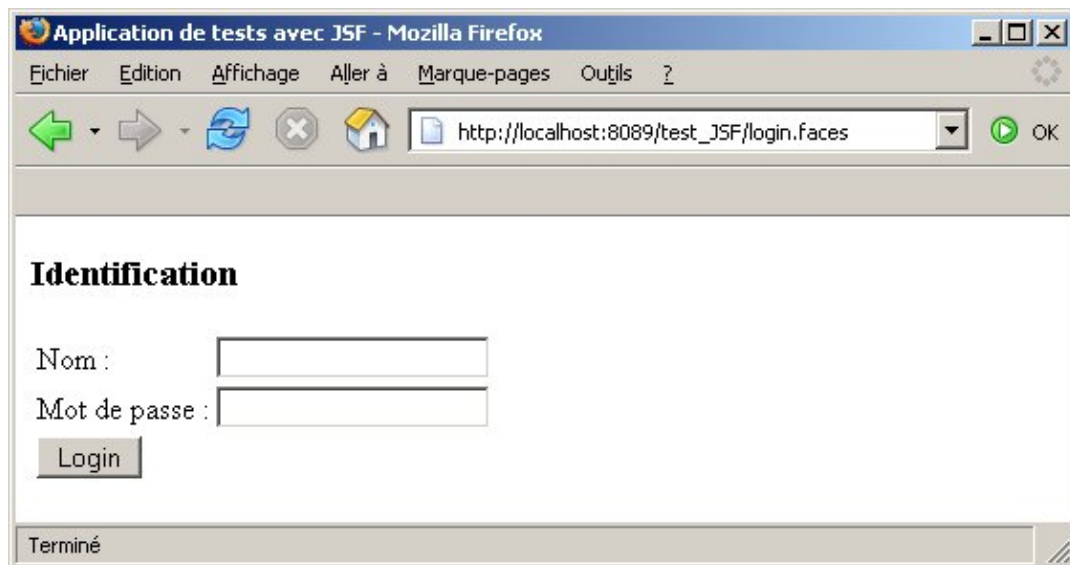 Application de tests avec JSF - Mozilla Firefox
Fichier Edition Affichage Aller à Marque-pages Outils ?
http://localhost:8089/test_JSF/login.faces OK
Identification
Nom :
Mot de passe :
Login
Terminé